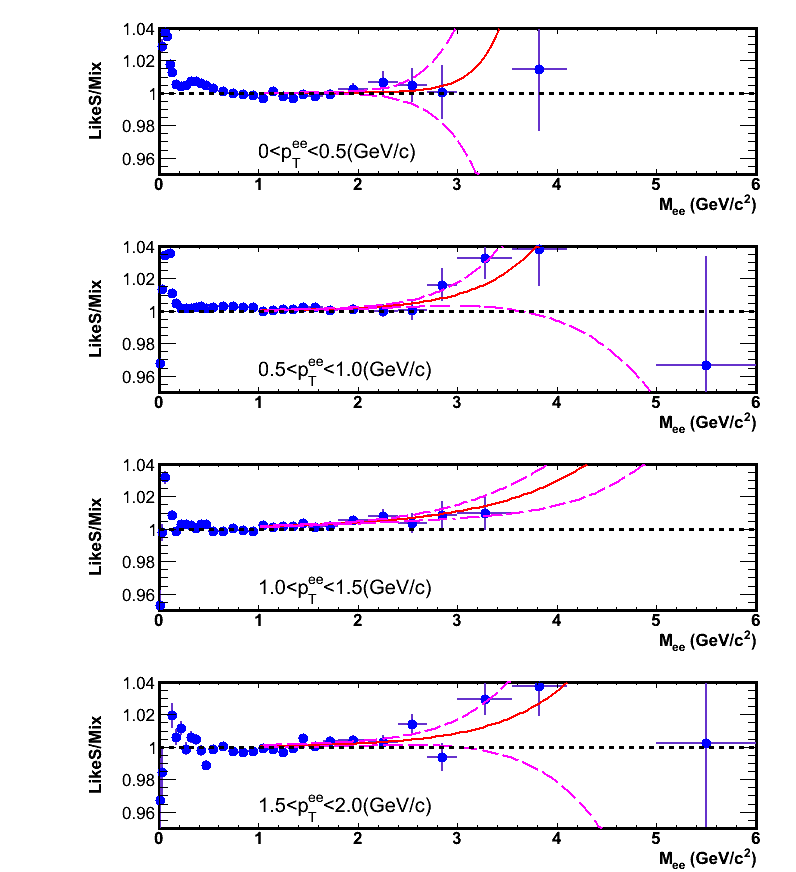 LikeS/Mix
1.04
1.02
1
0.98
0.96
0<p_T^ee<0.5(GeV/c)
0 1 2 3 4 5 6
M_ee (GeV/c²)
LikeS/Mix
1.04
1.02
1
0.98
0.96
0.5<p_T^ee<1.0(GeV/c)
0 1 2 3 4 5 6
M_ee (GeV/c²)
LikeS/Mix
1.04
1.02
1
0.98
0.96
1.0<p_T^ee<1.5(GeV/c)
0 1 2 3 4 5 6
M_ee (GeV/c²)
LikeS/Mix
1.04
1.02
1
0.98
0.96
1.5<p_T^ee<2.0(GeV/c)
0 1 2 3 4 5 6
M_ee (GeV/c²)